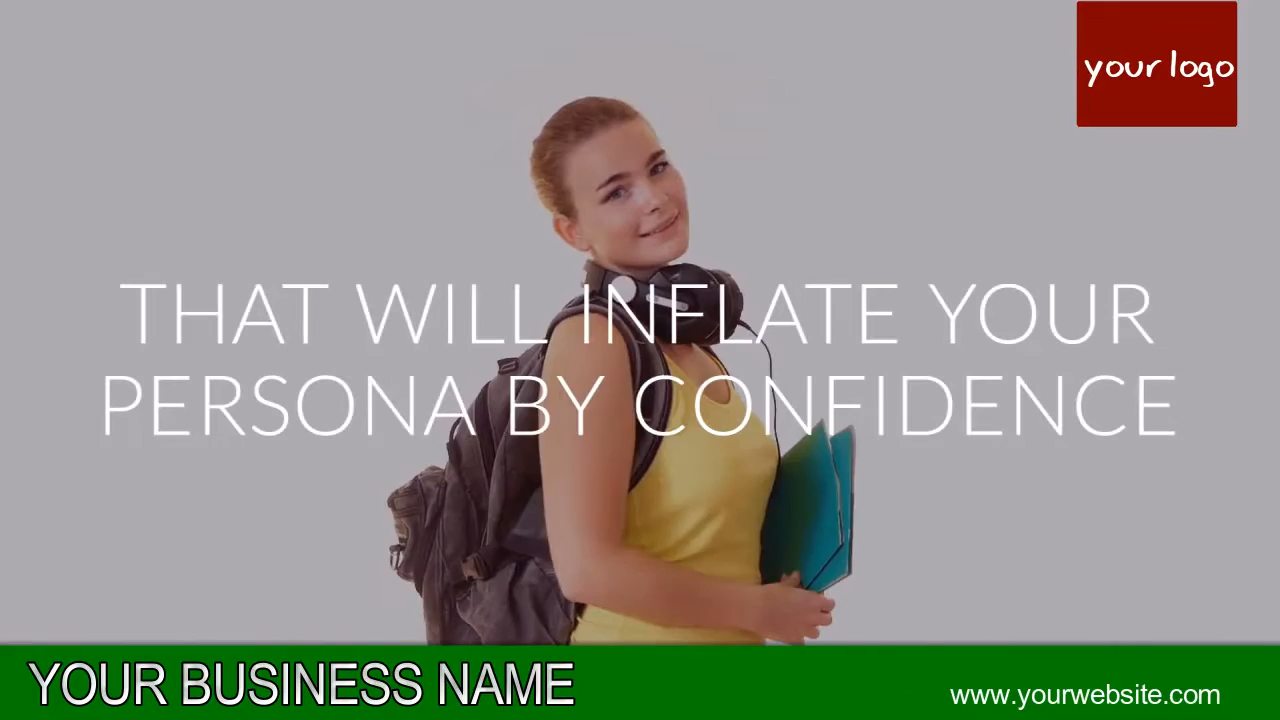 your logo
THAT WILL INFLATE YOUR
PERSONA BY CONFIDENCE
YOUR BUSINESS NAME
www.yourwebsite.com